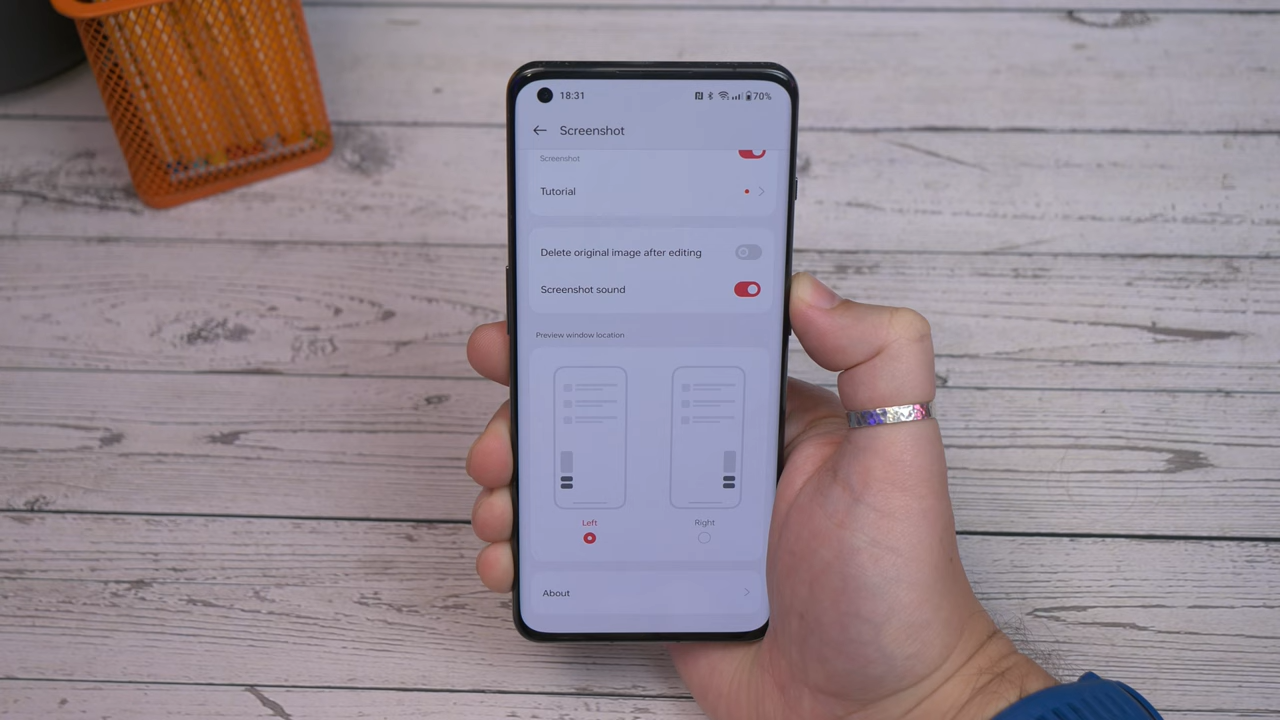 18:31 70%
Screenshot
Screenshot
Tutorial
Delete original image after editing
Screenshot sound
Preview window location
Left Right
About